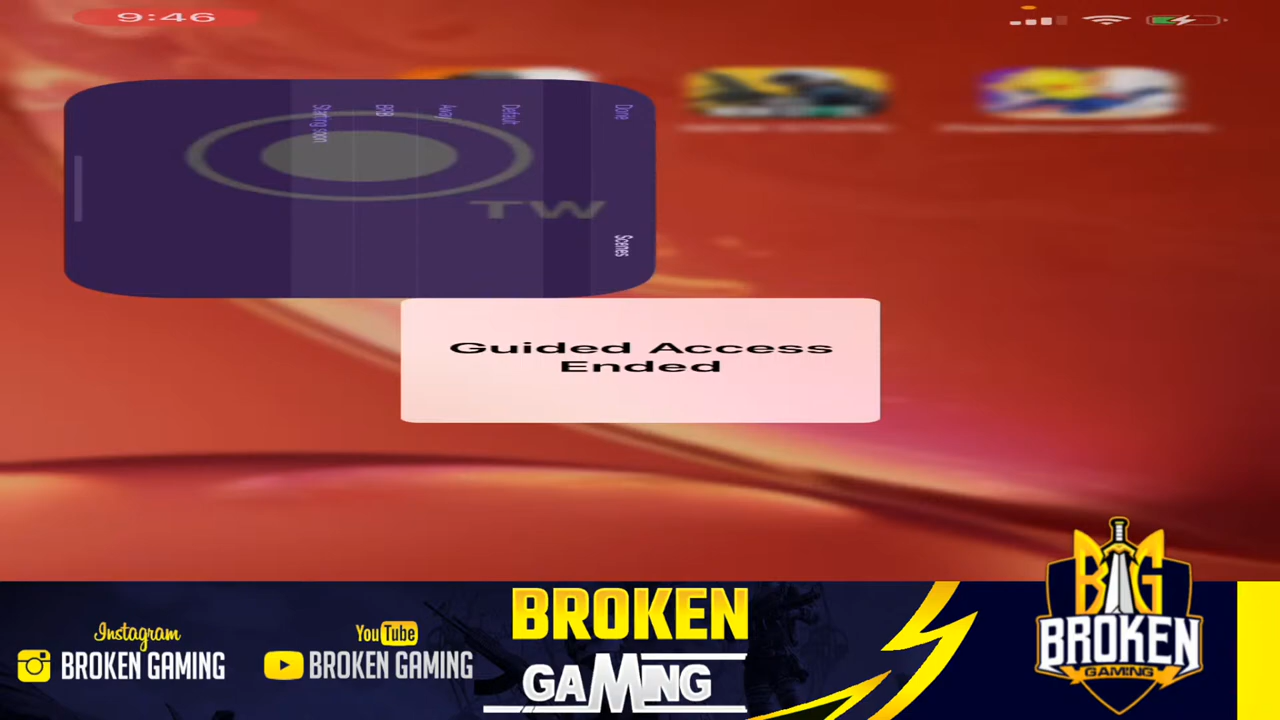 9:46
Done
Scenes
Default
Away
BRB
Starting soon
TW
Guided Access
Ended
Instagram
BROKEN GAMING
YouTube
BROKEN GAMING
BROKEN
GAMING
BG
BROKEN
GAMING